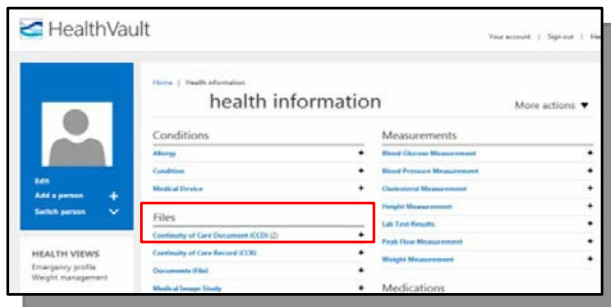 HealthVault
Your account | Sign out | He
Home | Health information
health information
More actions ▼
Edit
Add a person +
Switch person
HEALTH VIEWS
Emergency profile
Weight management
Conditions
Allergy +
Condition +
Medical Device +
Files
Continuity of Care Document (CCD) (2) +
Continuity of Care Record (CCR) +
Documents (File) +
Medical Image Study +
Measurements
Blood Glucose Measurement +
Blood Pressure Measurement +
Cholesterol Measurement +
Height Measurement +
Lab Test Results +
Peak Flow Measurement +
Weight Measurement +
Medications